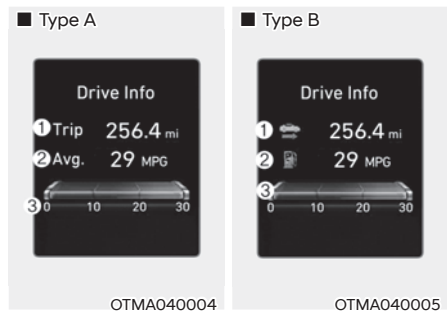 ■ Type A
Drive Info
① Trip 256.4 mi
② Avg. 29 MPG
③
0 10 20 30
OTMA040004
■ Type B
Drive Info
① 256.4 mi
② 29 MPG
③
0 10 20 30
OTMA040005